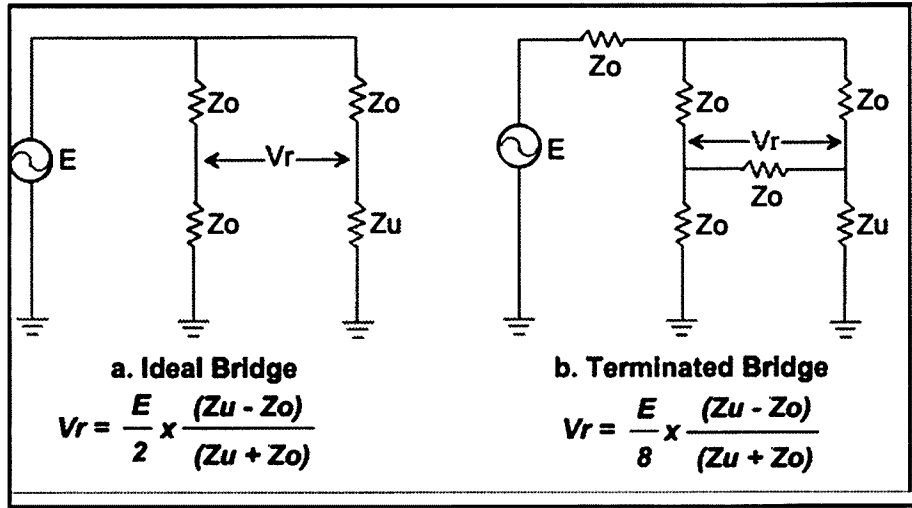 Zo
Zo Zo Zo Zo
E Vr E Vr
Zo
Zo Zu Zo Zu
a. Ideal Bridge
Vr = E/2 x (Zu - Zo)/(Zu + Zo)
b. Terminated Bridge
Vr = E/8 x (Zu - Zo)/(Zu + Zo)